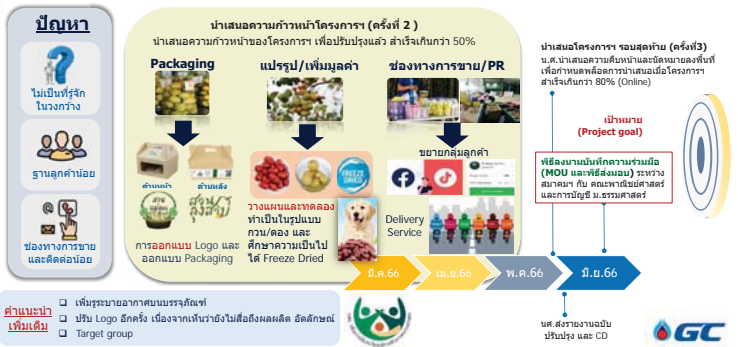 ปัญหา
ไม่เป็นที่รู้จัก
ในวงกว้าง
ฐานลูกค้าน้อย
ช่องทางการขาย
และติดต่อน้อย
นำเสนอความก้าวหน้าโครงการฯ (ครั้งที่ 2 )
นำเสนอความก้าวหน้าของโครงการฯ เพื่อปรับปรุงแล้ว สำเร็จเกินกว่า 50%
Packaging
ด้านหน้า
ด้านหลัง
การออกแบบ Logo และ
ออกแบบ Packaging
แปรรูป/เพิ่มมูลค่า
FREEZE
DRIED
วางแผนและทดลอง
ทำเป็นในรูปแบบ
กวน/ดอง และ
ศึกษาความเป็นไป
ได้ Freeze Dried
ช่องทางการขาย/PR
ขยายกลุ่มลูกค้า
Delivery
Service
นำเสนอโครงการฯ รอบสุดท้าย (ครั้งที่3)
น.ศ.นำเสนอความคืบหน้าและนัดหมายลงพื้นที่
เพื่อกำหนดพล็อตการนำเสนอเมื่อโครงการฯ
สำเร็จเกินกว่า 80% (Online)
เป้าหมาย
(Project goal)
พิธีลงนามบันทึกความร่วมมือ
(MOU และพิธีส่งมอบ) ระหว่าง
สมาคมฯ กับ คณะพาณิชย์ศาสตร์
และการบัญชี ม.ธรรมศาสตร์
มี.ค.66
เม.ย.66
พ.ค.66
มิ.ย.66
นศ.ส่งรายงานฉบับ
ปรับปรุง และ CD
คำแนะนำ
เพิ่มเติม
เพิ่มรูระบายอากาศบนบรรจุภัณฑ์
ปรับ Logo อีกครั้ง เนื่องจากเห็นว่ายังไม่สื่อถึงผลผลิต อัตลักษณ์
Target group
GC